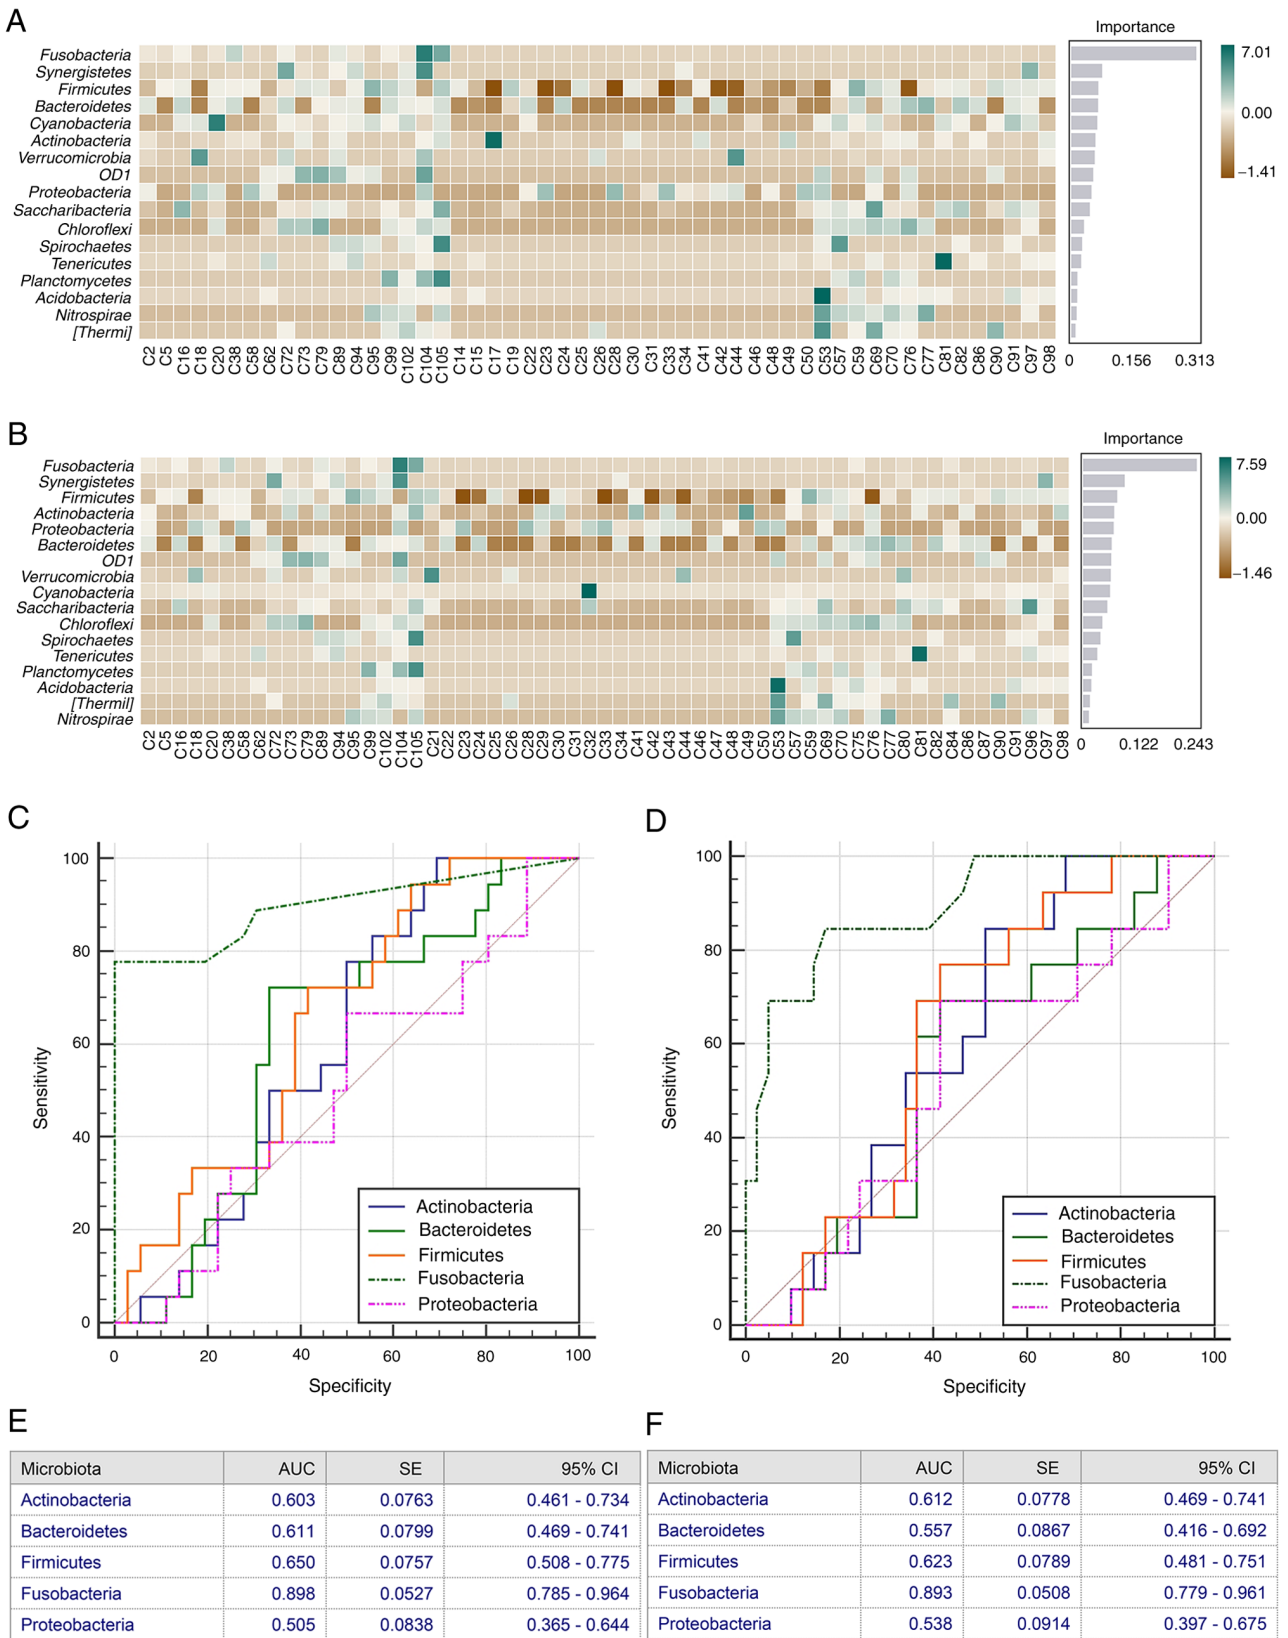 A
Importance
Fusobacteria
Synergistetes
Firmicutes
Bacteroidetes
Cyanobacteria
Actinobacteria
Verrucomicrobia
OD1
Proteobacteria
Saccharibacteria
Chloroflexi
Spirochaetes
Tenericutes
Planctomycetes
Acidobacteria
Nitrospirae
[Thermi]
7.01
0.00
−1.41
C2 C5 C16 C18 C20 C38 C58 C62 C72 C73 C79 C89 C94 C95 C99 C102 C104 C105 C14 C15 C17 C19 C22 C23 C24 C25 C26 C28 C30 C31 C33 C34 C41 C42 C44 C46 C48 C49 C50 C53 C57 C59 C69 C70 C76 C77 C81 C82 C86 C90 C91 C97 C98
0 0.156 0.313
B
Importance
Fusobacteria
Synergistetes
Firmicutes
Actinobacteria
Proteobacteria
Bacteroidetes
OD1
Verrucomicrobia
Cyanobacteria
Saccharibacteria
Chloroflexi
Spirochaetes
Tenericutes
Planctomycetes
Acidobacteria
[Thermil]
Nitrospirae
7.59
0.00
−1.46
C2 C5 C16 C18 C20 C38 C58 C62 C72 C73 C79 C89 C94 C95 C99 C102 C104 C105 C21 C22 C23 C24 C25 C26 C28 C29 C30 C31 C32 C33 C34 C41 C42 C43 C44 C46 C47 C48 C49 C50 C53 C57 C59 C69 C70 C75 C76 C77 C80 C81 C82 C84 C86 C87 C90 C91 C96 C97 C98
0 0.122 0.243
C
100
80
60
40
20
0
Sensitivity
Actinobacteria
Bacteroidetes
Firmicutes
Fusobacteria
Proteobacteria
0 20 40 60 80 100
Specificity
D
100
80
60
40
20
0
Sensitivity
Actinobacteria
Bacteroidetes
Firmicutes
Fusobacteria
Proteobacteria
0 20 40 60 80 100
Specificity
E
Microbiota AUC SE 95% CI
Actinobacteria 0.603 0.0763 0.461 - 0.734
Bacteroidetes 0.611 0.0799 0.469 - 0.741
Firmicutes 0.650 0.0757 0.508 - 0.775
Fusobacteria 0.898 0.0527 0.785 - 0.964
Proteobacteria 0.505 0.0838 0.365 - 0.644
F
Microbiota AUC SE 95% CI
Actinobacteria 0.612 0.0778 0.469 - 0.741
Bacteroidetes 0.557 0.0867 0.416 - 0.692
Firmicutes 0.623 0.0789 0.481 - 0.751
Fusobacteria 0.893 0.0508 0.779 - 0.961
Proteobacteria 0.538 0.0914 0.397 - 0.675